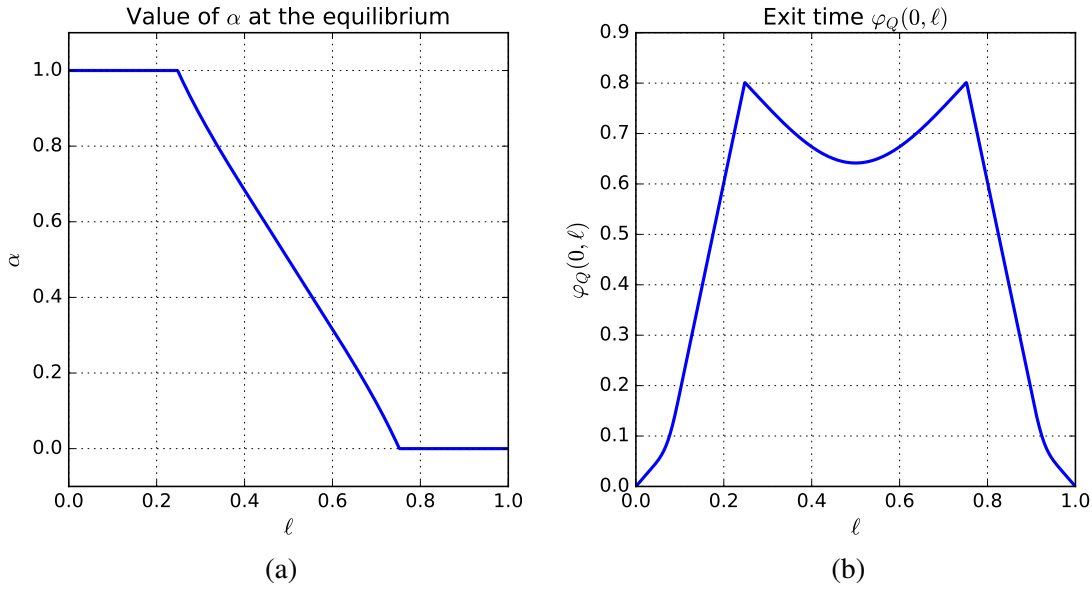 Value of α at the equilibrium
1.0
0.8
0.6
0.4
0.2
0.0
α
0.0 0.2 0.4 0.6 0.8 1.0
ℓ
(a)
Exit time φ_Q(0, ℓ)
0.9
0.8
0.7
0.6
0.5
0.4
0.3
0.2
0.1
0.0
φ_Q(0, ℓ)
0.0 0.2 0.4 0.6 0.8 1.0
ℓ
(b)